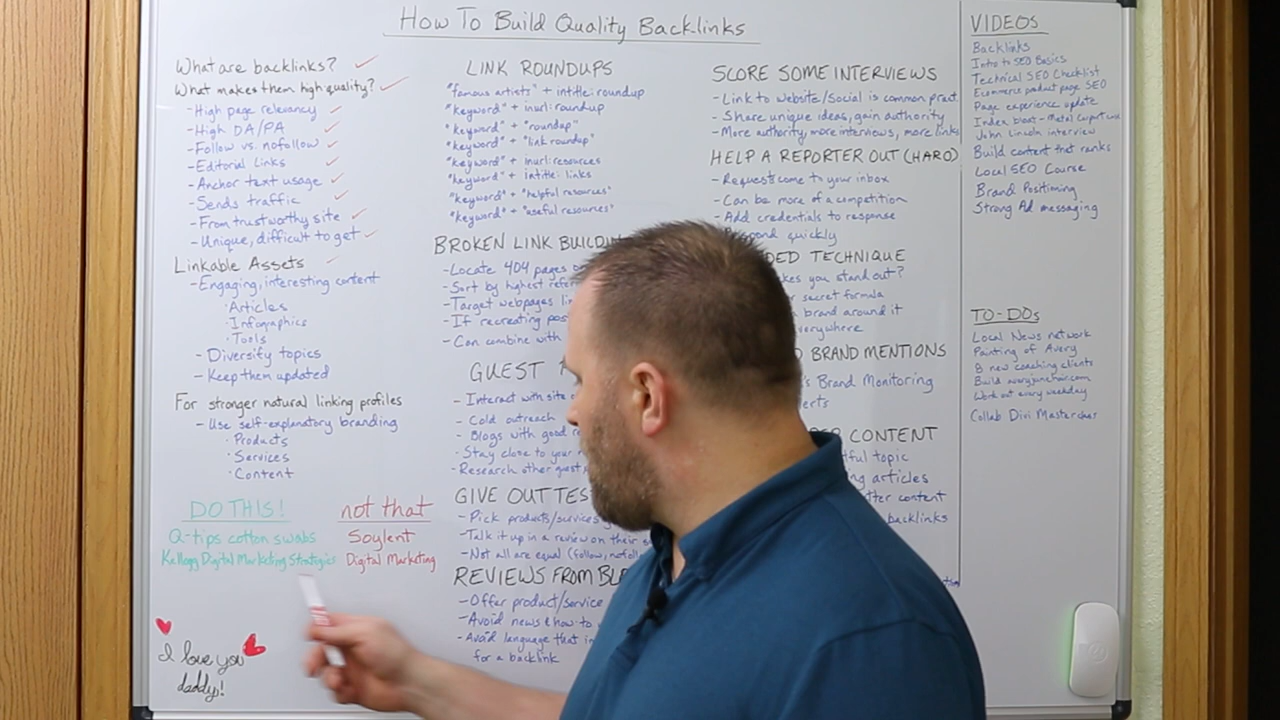 How To Build Quality Backlinks
What are backlinks?
What makes them high quality?
- High page relevancy
- High DA/PA
- Follow vs. nofollow
- Editorial Links
- Anchor text usage
- Sends traffic
- From trustworthy site
- Unique, difficult to get
Linkable Assets
- Engaging, interesting content
· Articles
· Infographics
· Tools
- Diversify topics
- Keep them updated
For stronger natural linking profiles
- Use self-explanatory branding
· Products
· Services
· Content
DO THIS!
Q-tips cotton swabs
Kellogg Digital Marketing Strategies
not that
Soylent
Digital Marketing
I love you
daddy!
LINK ROUNDUPS
"famous artists" + intitle:roundup
"keyword" + inurl:roundup
"keyword" + "roundup"
"keyword" + "link roundup"
"keyword" + inurl:resources
"keyword" + intitle: links
"keyword" + "helpful resources"
"keyword" + "useful resources"
BROKEN LINK
- Locate 404 pages
- Sort by highest
- Target webpages
- If recreating
- Can combine with
GUEST
- Interact with site
- Cold outreach
- Blogs with good
- Stay close to your
- Research other guest
GIVE OUT
- Pick products/services
- Talk it up in a review on their
- Not all are equal (follow,
REVIEWS FROM
- Offer product/service
- Avoid news & how to
- Avoid language that
for a backlink
SCORE SOME INTERVIEWS
- Link to website/social is common pract.
- Share unique ideas, gain authority
- More authority, more interviews, more links
HELP A REPORTER OUT (HARO)
- Requests come to your inbox
- Can be more of a competition
- Add credentials to response
quickly
TECHNIQUE
you stand out?
secret formula
brand around it
BRAND MENTIONS
Brand Monitoring
CONTENT
topic
articles
content
backlinks
VIDEOS
Backlinks
Intro to SEO Basics
Technical SEO Checklist
Ecommerce product page SEO
Page experience update
Index boat - Metal
John Lincoln interview
Build content that ranks
Local SEO Course
Brand Positioning
Strong Ad messaging
TO-DOs
Local News network
Painting of Avery
8 new coaching clients
Build averyjunehair.com
Work out every weekday
Collab Divi Masterclass